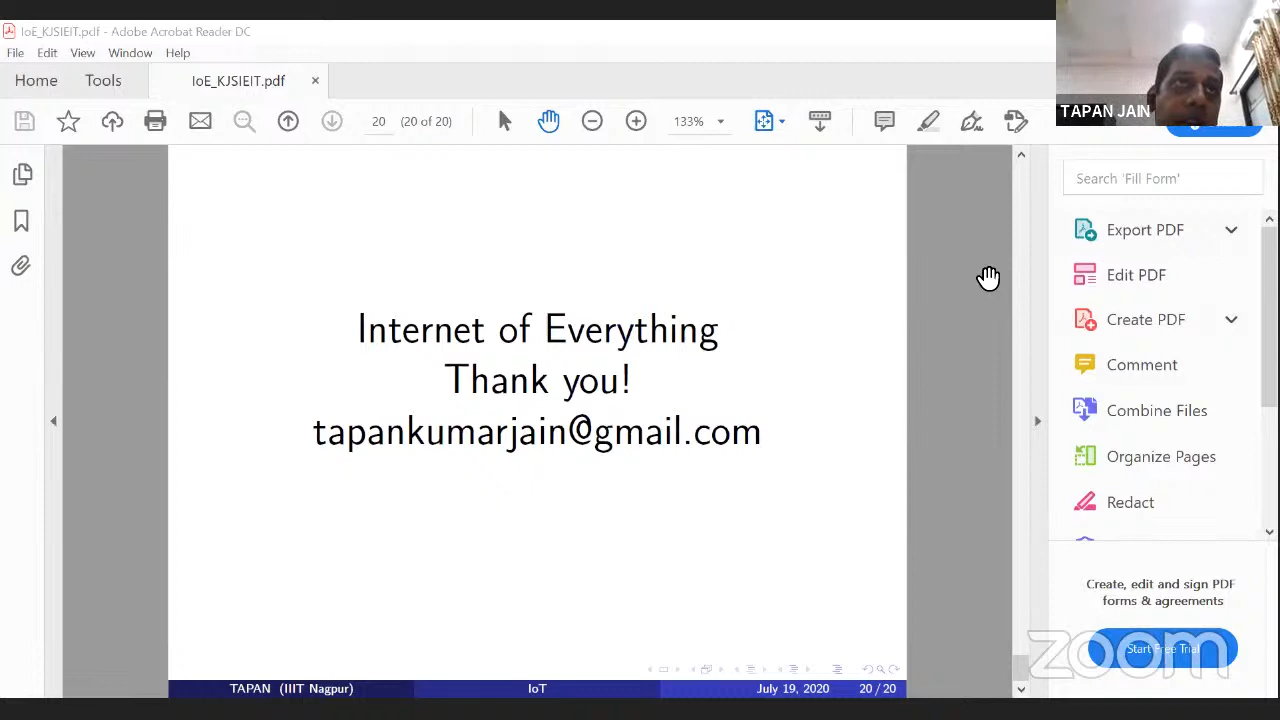 IoE_KJSIEIT.pdf - Adobe Acrobat Reader DC
File Edit View Window Help
Home Tools IoE_KJSIEIT.pdf ×
20 (20 of 20) 133%
TAPAN JAIN
Search 'Fill Form'
Export PDF
Edit PDF
Create PDF
Comment
Combine Files
Organize Pages
Redact
Create, edit and sign PDF
forms & agreements
Start Free Trial
zoom
Internet of Everything
Thank you!
tapankumarjain@gmail.com
TAPAN (IIIT Nagpur) IoT July 19, 2020 20 / 20